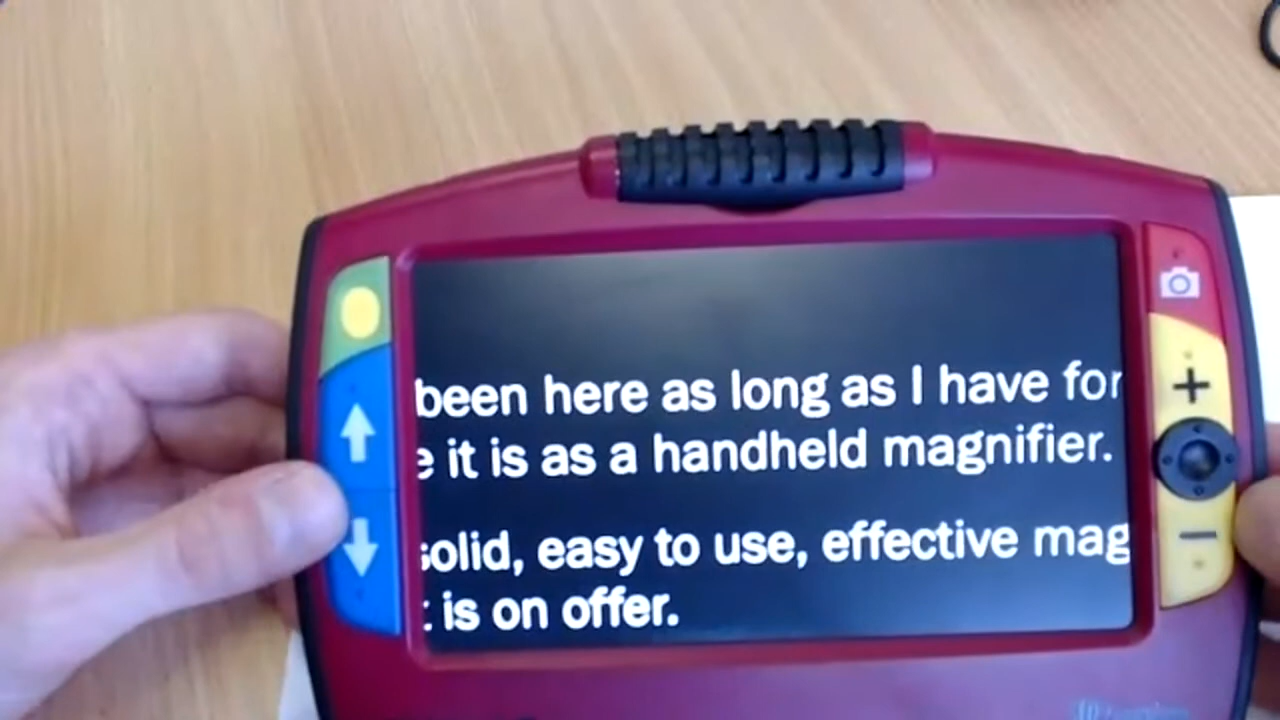 been here as long as I have for
it is as a handheld magnifier.
solid, easy to use, effective mag
is on offer.